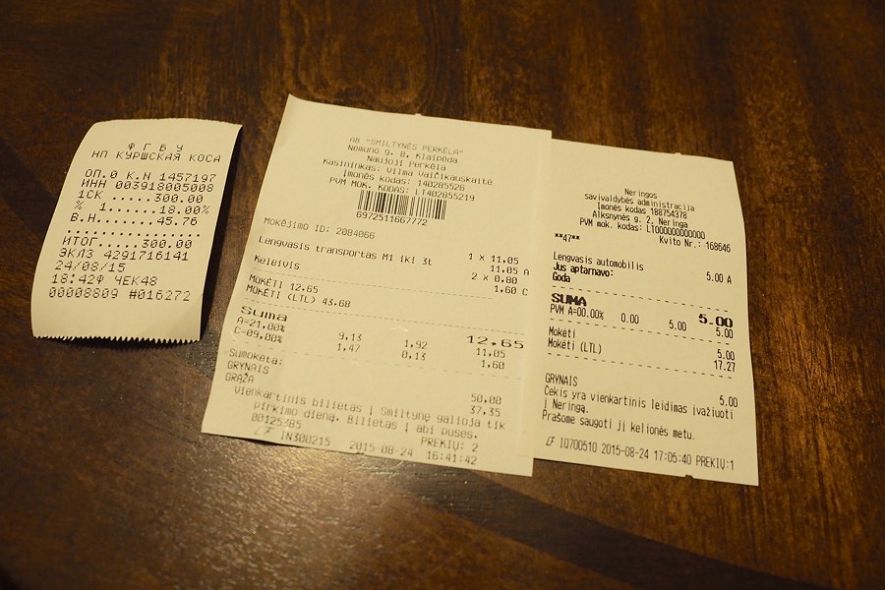 ФГБУ
НП КУРШСКАЯ КОСА
ОП.0 К.N 1457197
ИНН 003918005008
1СК .....300.00
% 1......18.00%
В.Н.......45.76
................
ИТОГ....300.00
ЭКЛЗ 4291716141
24/08/15
18:42Ф ЧЕК48
00008809 #016272
AB "SMILTYNĖS PERKĖLA"
Nemuno g. 8, Klaipėda
Naujoji Perkėla
Kasininkas: Vilma Vaičikauskaitė
Įmonės kodas: 140285526
PVM MOK. KODAS: LT402855219
6972511667772
Mokėjimo ID: 2084066
1 x 11.05
Lengvasis transportas M1 iki 3t 11.05 A
2 x 0.80
Keleivis 1.60 C
MOKĖTI 12.65
MOKĖTI (LTL) 43.68
Suma 12,65
A=21.00% 9,13 1,92 11,05
C=09.00% 1,47 0,13 1,60
Sumokėta:
GRYNAIS 50,00
GRĄŽA 37,35
Vienkartinis bilietas į Smiltynę galioja tik
pirkimo dieną. Bilietas į abi puses.
00125485 PREKIŲ: 2
IN300215 2015-08-24 16:41:42
Neringos
savivaldybės administracija
Įmonės kodas 188754378
Alksnynės g. 2, Neringa
PVM mok. kodas: LT000000000000
**47* Kvito Nr.: 168646
Lengvasis automobilis 5.00 A
Jus aptarnavo:
Goda
SUMA 5.00
PVM A=00.00% 0.00 5.00 5.00
Mokėti 5.00
Mokėti (LTL) 17.27
GRYNAIS 5.00
Čekis yra vienkartinis leidimas įvažiuoti
į Neringą.
Prašome saugoti jį kelionės metu.
IQ700510 2015-08-24 17:05:40 PREKIŲ:1